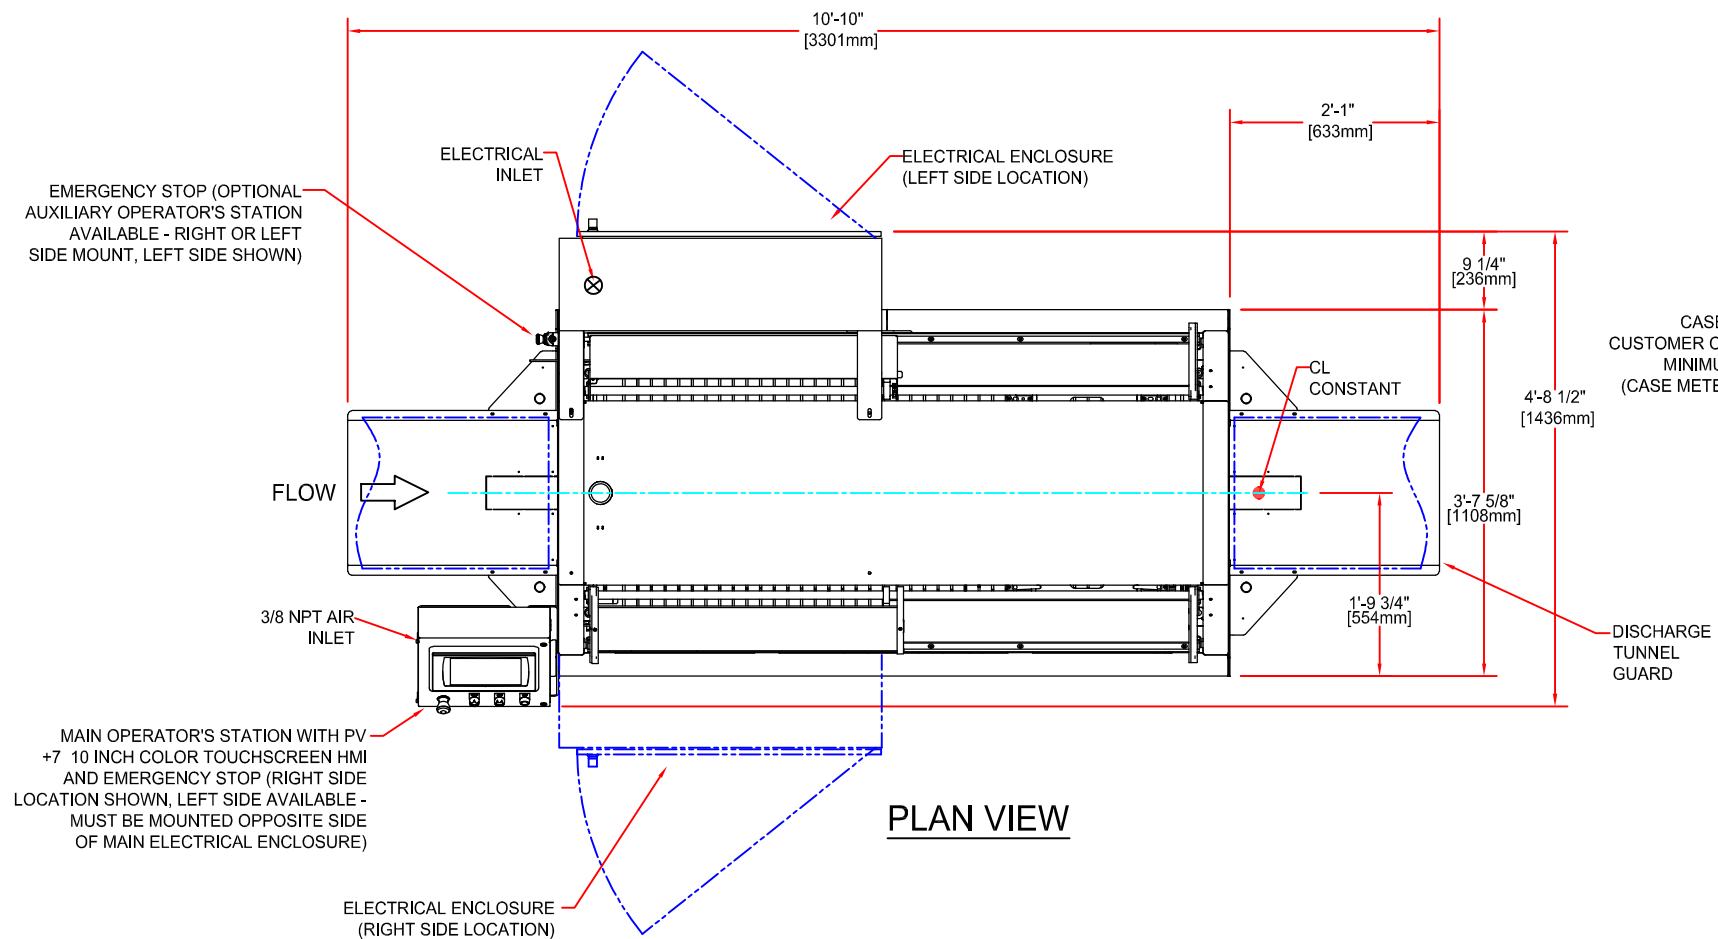 10'-10"
[3301mm]
2'-1"
[633mm]
ELECTRICAL
INLET
ELECTRICAL ENCLOSURE
(LEFT SIDE LOCATION)
EMERGENCY STOP (OPTIONAL
AUXILIARY OPERATOR'S STATION
AVAILABLE - RIGHT OR LEFT
SIDE MOUNT, LEFT SIDE SHOWN)
9 1/4"
[236mm]
CASE
CUSTOMER C
MINIMU
(CASE METE
CL
CONSTANT
4'-8 1/2"
[1436mm]
FLOW
3'-7 5/8"
[1108mm]
1'-9 3/4"
[554mm]
3/8 NPT AIR
INLET
DISCHARGE
TUNNEL
GUARD
MAIN OPERATOR'S STATION WITH PV
+7 10 INCH COLOR TOUCHSCREEN HMI
AND EMERGENCY STOP (RIGHT SIDE
LOCATION SHOWN, LEFT SIDE AVAILABLE -
MUST BE MOUNTED OPPOSITE SIDE
OF MAIN ELECTRICAL ENCLOSURE)
PLAN VIEW
ELECTRICAL ENCLOSURE
(RIGHT SIDE LOCATION)